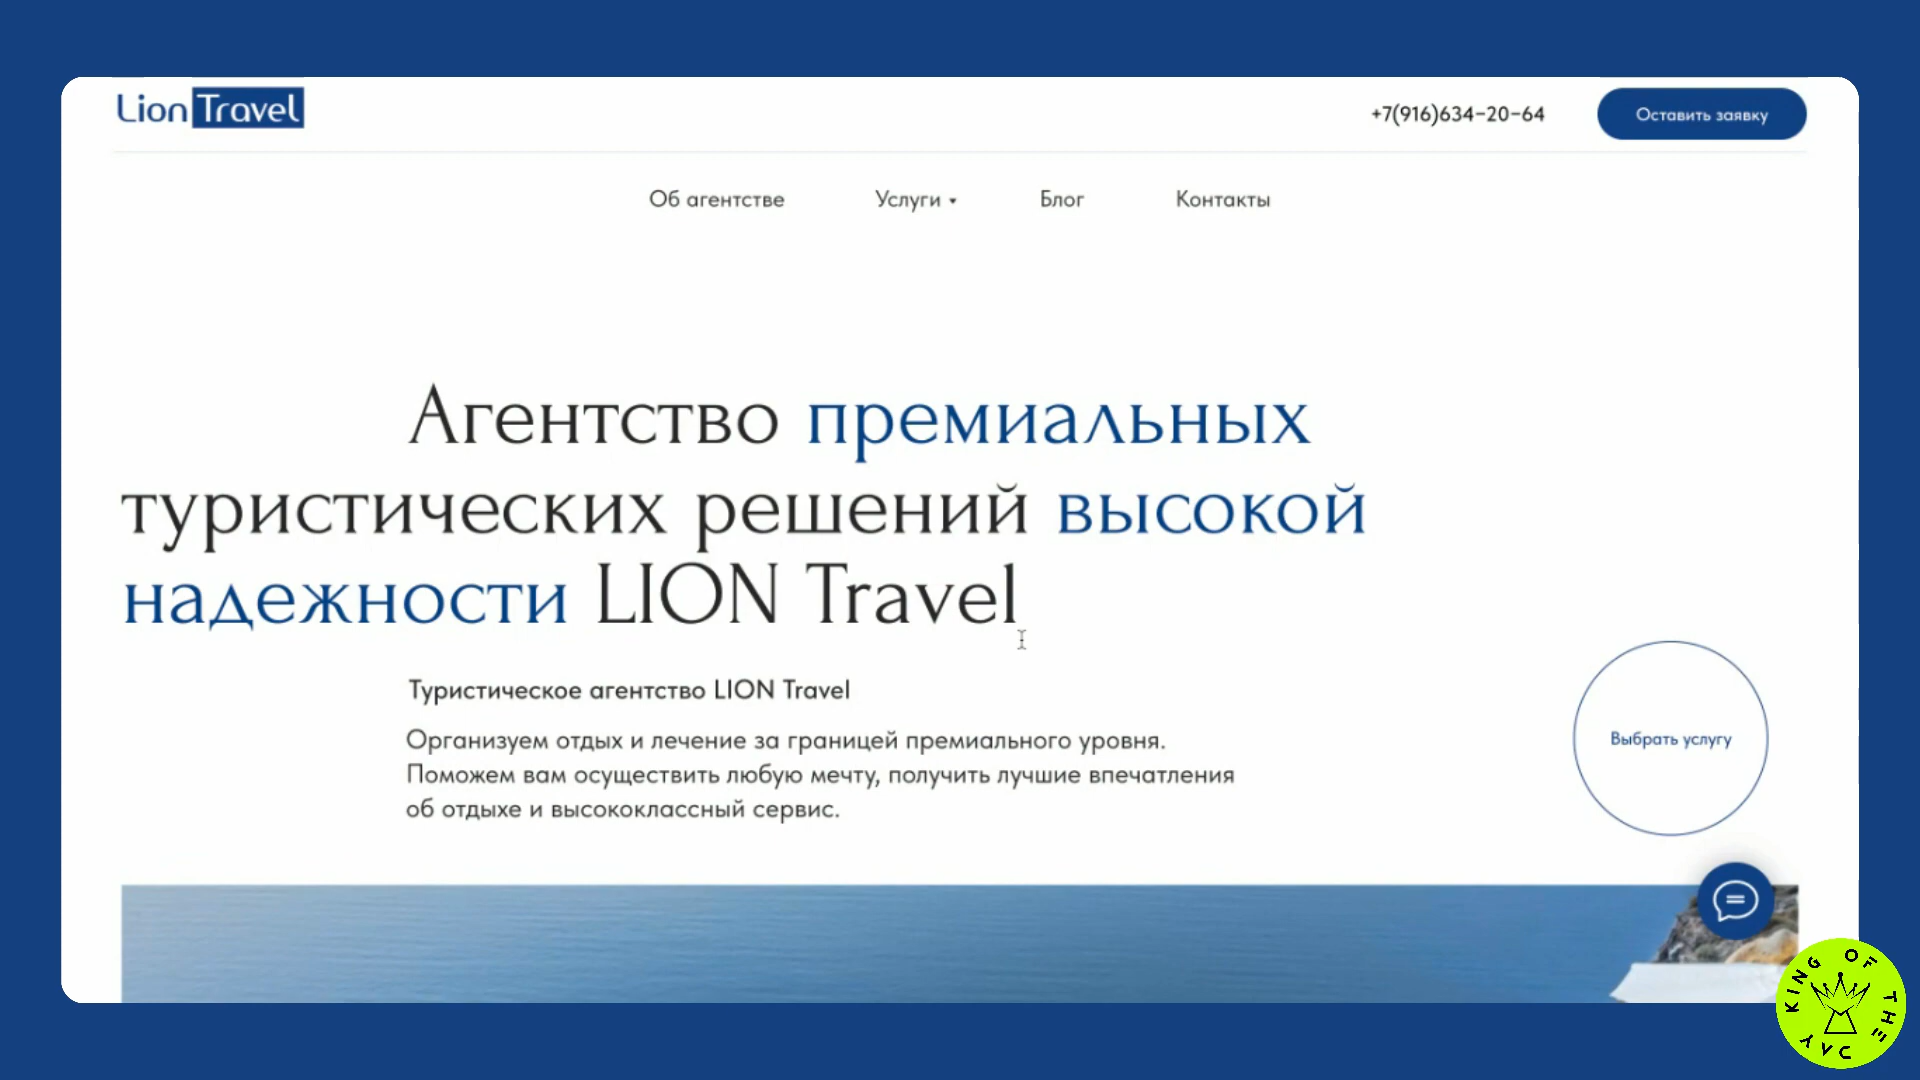 Lion Travel
+7(916)634-20-64
Оставить заявку
Об агентстве
Услуги
Блог
Контакты
Агентство премиальных
туристических решений высокой
надежности LION Travel
Туристическое агентство LION Travel
Организуем отдых и лечение за границей премиального уровня.
Поможем вам осуществить любую мечту, получить лучшие впечатления
об отдыхе и высококлассный сервис.
Выбрать услугу
KING OF THE DAY